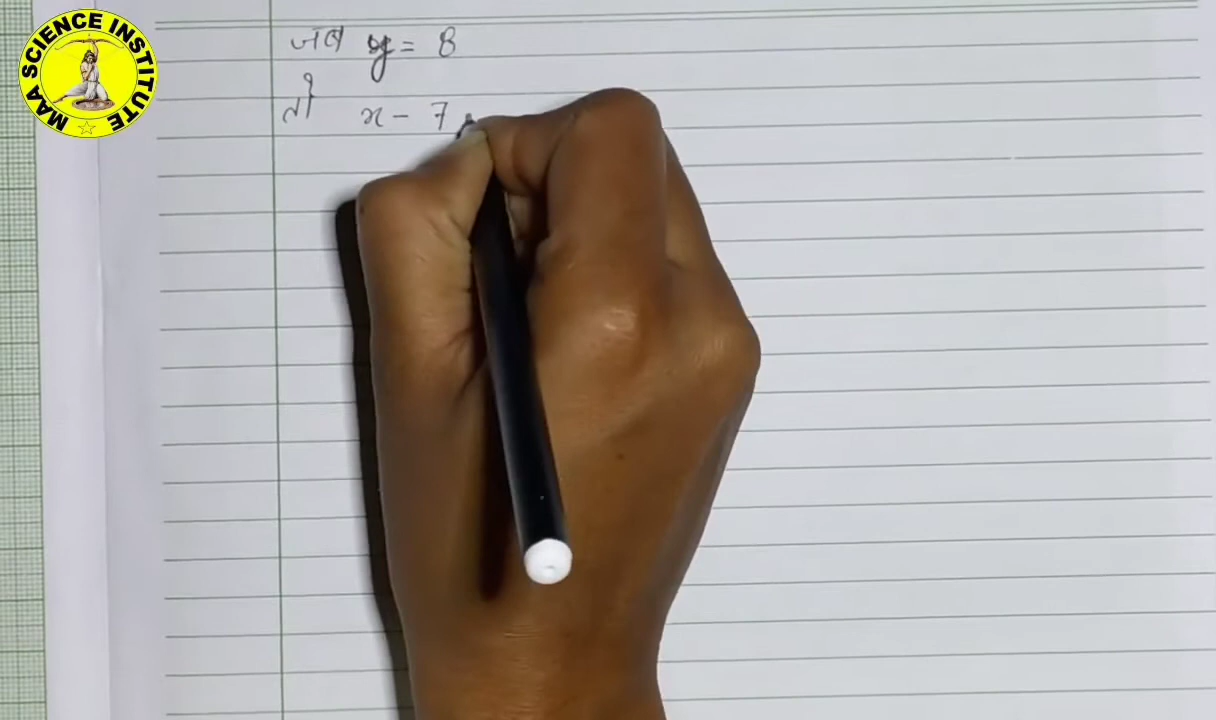 MAA SCIENCE INSTITUTE
जब y = 8
तो x - 7